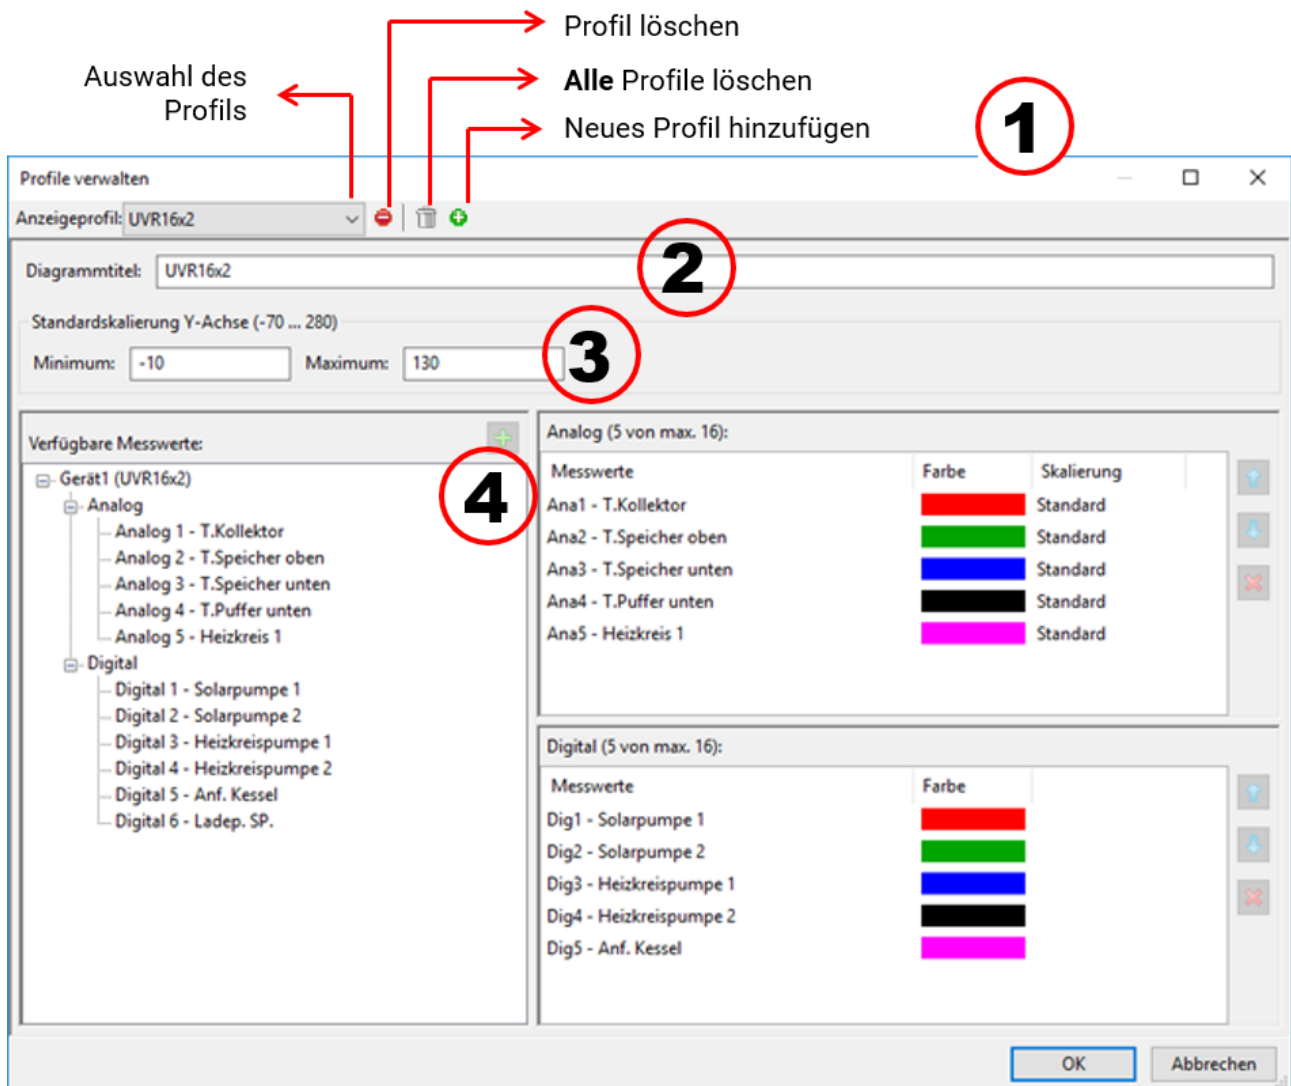 Profil löschen
Auswahl des
Profils
Alle Profile löschen
Neues Profil hinzufügen
1
Profile verwalten
Anzeigeprofil: UVR16x2
Diagrammtitel: UVR16x2
2
Standardskalierung Y-Achse (-70 ... 280)
Minimum: -10 Maximum: 130
3
Verfügbare Messwerte:
4
Gerät1 (UVR16x2)
Analog
Analog 1 - T.Kollektor
Analog 2 - T.Speicher oben
Analog 3 - T.Speicher unten
Analog 4 - T.Puffer unten
Analog 5 - Heizkreis 1
Digital
Digital 1 - Solarpumpe 1
Digital 2 - Solarpumpe 2
Digital 3 - Heizkreispumpe 1
Digital 4 - Heizkreispumpe 2
Digital 5 - Anf. Kessel
Digital 6 - Ladep. SP.
Analog (5 von max. 16):
Messwerte Farbe Skalierung
Ana1 - T.Kollektor Standard
Ana2 - T.Speicher oben Standard
Ana3 - T.Speicher unten Standard
Ana4 - T.Puffer unten Standard
Ana5 - Heizkreis 1 Standard
Digital (5 von max. 16):
Messwerte Farbe
Dig1 - Solarpumpe 1
Dig2 - Solarpumpe 2
Dig3 - Heizkreispumpe 1
Dig4 - Heizkreispumpe 2
Dig5 - Anf. Kessel
OK Abbrechen